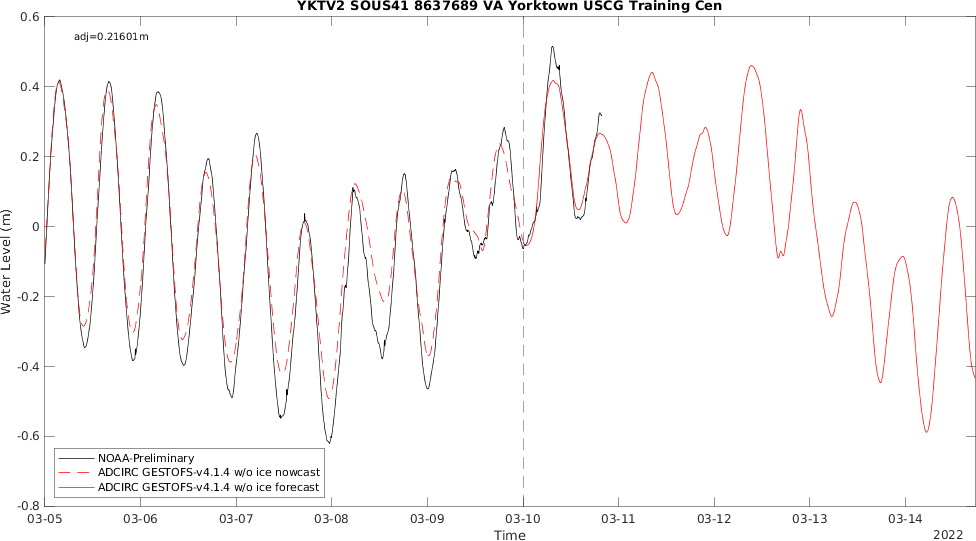 YKTV2 SOUS41 8637689 VA Yorktown USCG Training Cen
adj=0.21601m
0.6
0.4
0.2
0
-0.2
-0.4
-0.6
-0.8
Water Level (m)
NOAA-Preliminary
ADCIRC GESTOFS-v4.1.4 w/o ice nowcast
ADCIRC GESTOFS-v4.1.4 w/o ice forecast
03-05 03-06 03-07 03-08 03-09 03-10 03-11 03-12 03-13 03-14
Time
2022